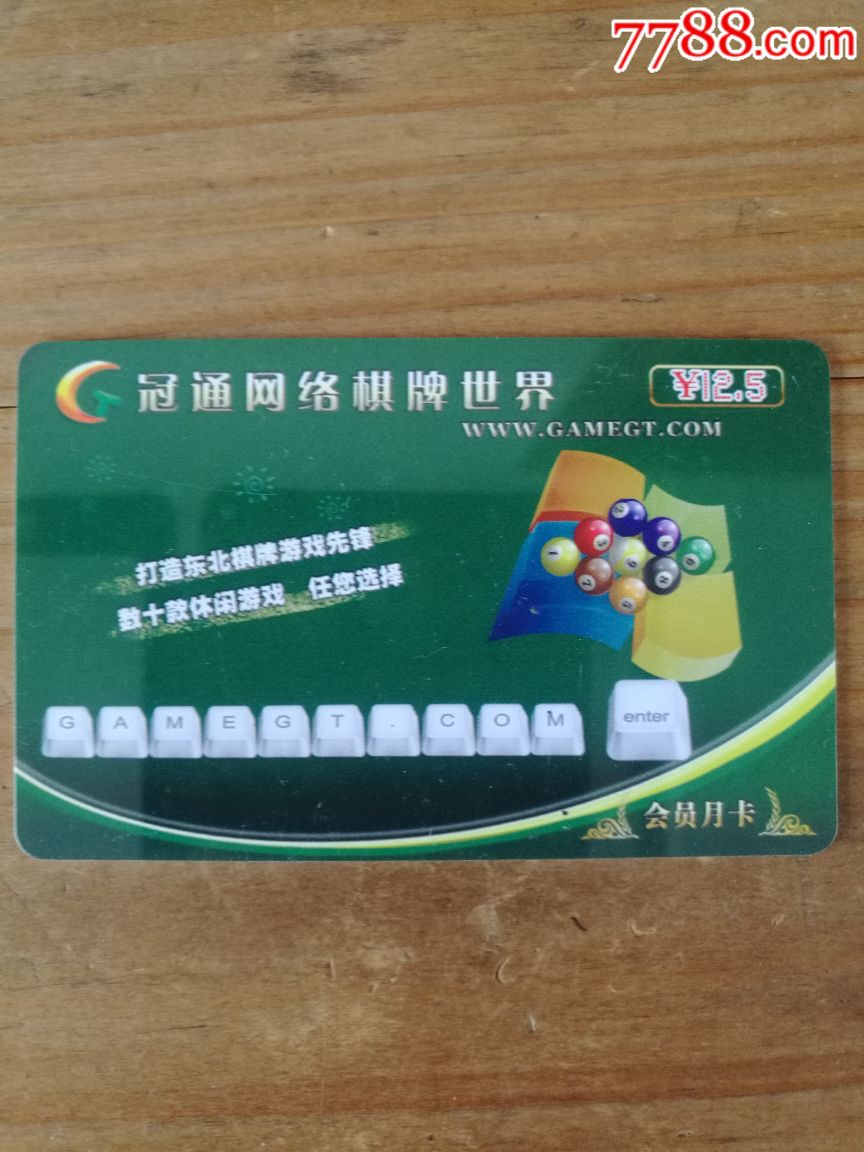 7788.com
冠通网络棋牌世界
¥12.5
WWW.GAMEGT.COM
打造东北棋牌游戏先锋
数十款休闲游戏 任您选择
GAMEGT.COM enter
会员月卡